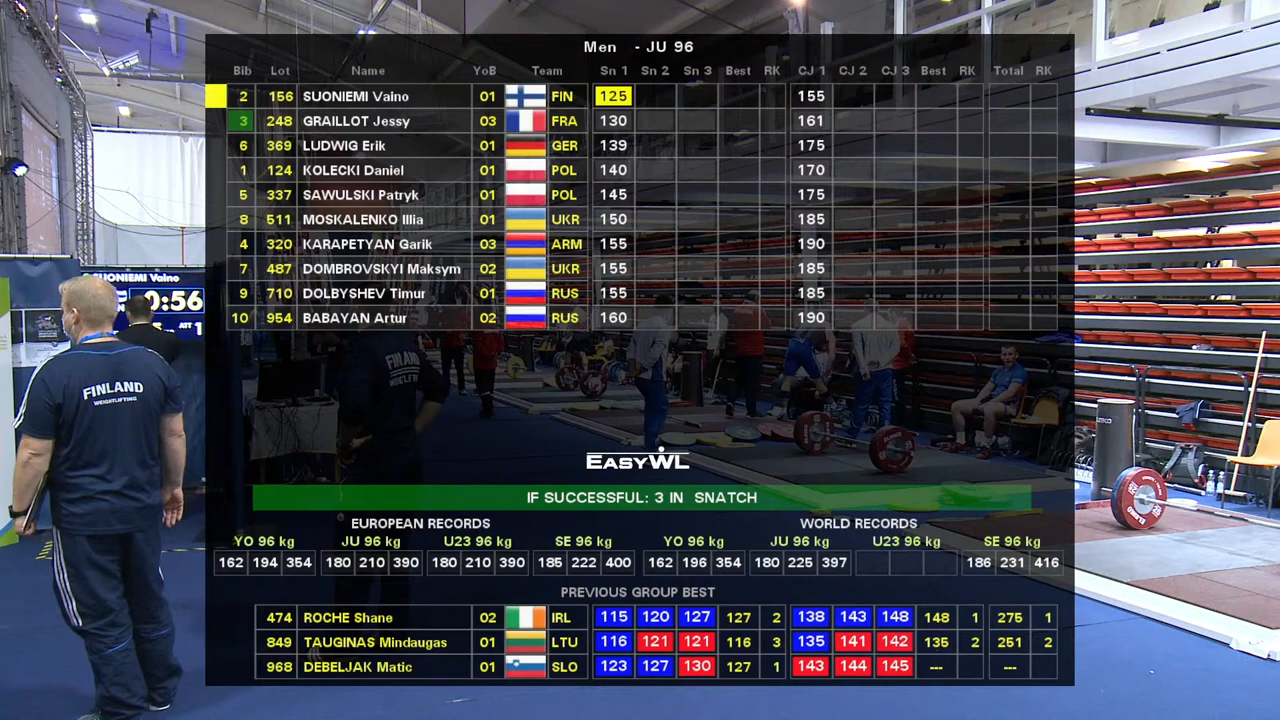 Men - JU 96
Bib Lot Name YoB Team Sn 1 Sn 2 Sn 3 Best RK CJ 1 CJ 2 CJ 3 Best RK Total RK
2 156 SUONIEMI Vaino 01 FIN 125 155
3 248 GRAILLOT Jessy 03 FRA 130 161
6 369 LUDWIG Erik 01 GER 139 175
1 124 KOLECKI Daniel 01 POL 140 170
5 337 SAWULSKI Patryk 01 POL 145 175
8 511 MOSKALENKO Illia 01 UKR 150 185
4 320 KARAPETYAN Garik 03 ARM 155 190
7 487 DOMBROVSKYI Maksym 02 UKR 155 185
9 710 DOLBYSHEV Timur 01 RUS 155 185
10 954 BABAYAN Artur 02 RUS 160 190
SUONIEMI Vaino
0:56
ATT 1
FINLAND
WEIGHTLIFTING
FINLAND
EASYWL
IF SUCCESSFUL: 3 IN SNATCH
EUROPEAN RECORDS WORLD RECORDS
YO 96 kg JU 96 kg U23 96 kg SE 96 kg YO 96 kg JU 96 kg U23 96 kg SE 96 kg
162 194 354 180 210 390 180 210 390 185 222 400 162 196 354 180 225 397 186 231 416
PREVIOUS GROUP BEST
474 ROCHE Shane 02 IRL 115 120 127 127 2 138 143 148 148 1 275 1
849 TAUGINAS Mindaugas 01 LTU 116 121 121 116 3 135 141 142 135 2 251 2
968 DEBELJAK Matic 01 SLO 123 127 130 127 1 143 144 145 --- ---